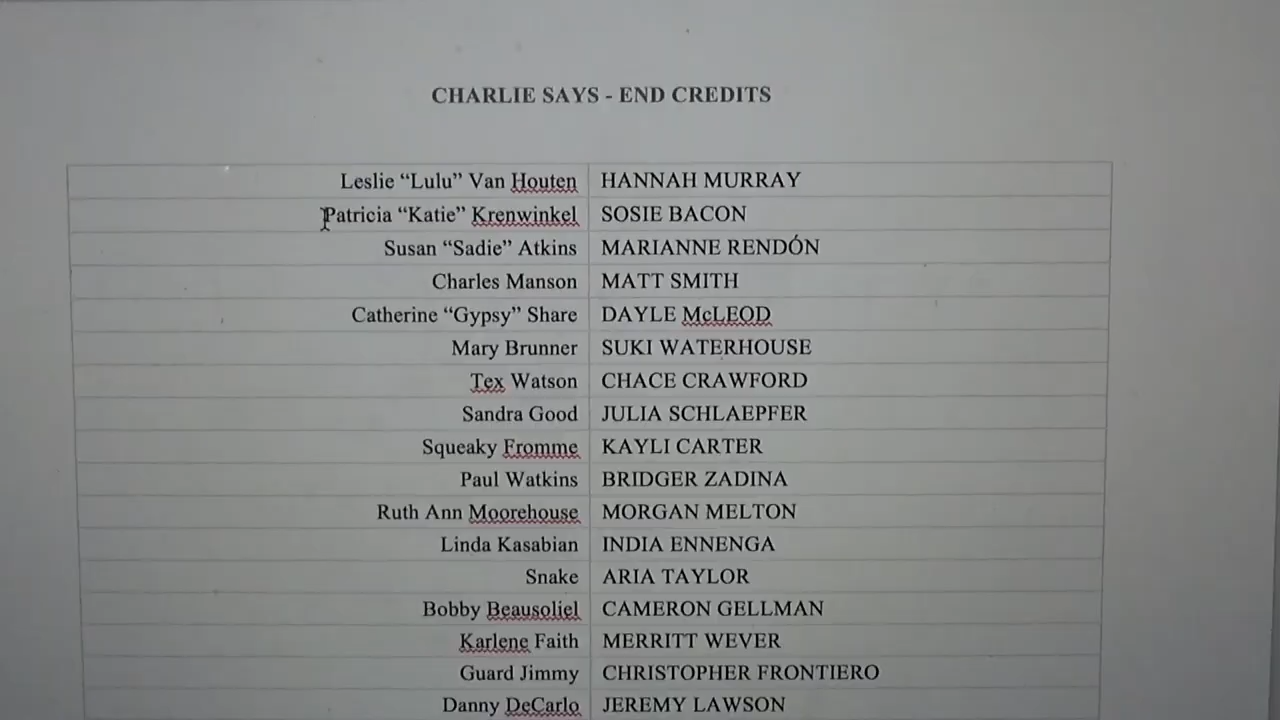 CHARLIE SAYS - END CREDITS
Leslie “Lulu” Van Houten HANNAH MURRAY
Patricia “Katie” Krenwinkel SOSIE BACON
Susan “Sadie” Atkins MARIANNE RENDÓN
Charles Manson MATT SMITH
Catherine “Gypsy” Share DAYLE McLEOD
Mary Brunner SUKI WATERHOUSE
Tex Watson CHACE CRAWFORD
Sandra Good JULIA SCHLAEPFER
Squeaky Fromme KAYLI CARTER
Paul Watkins BRIDGER ZADINA
Ruth Ann Moorehouse MORGAN MELTON
Linda Kasabian INDIA ENNENGA
Snake ARIA TAYLOR
Bobby Beausoliel CAMERON GELLMAN
Karlene Faith MERRITT WEVER
Guard Jimmy CHRISTOPHER FRONTIERO
Danny DeCarlo JEREMY LAWSON